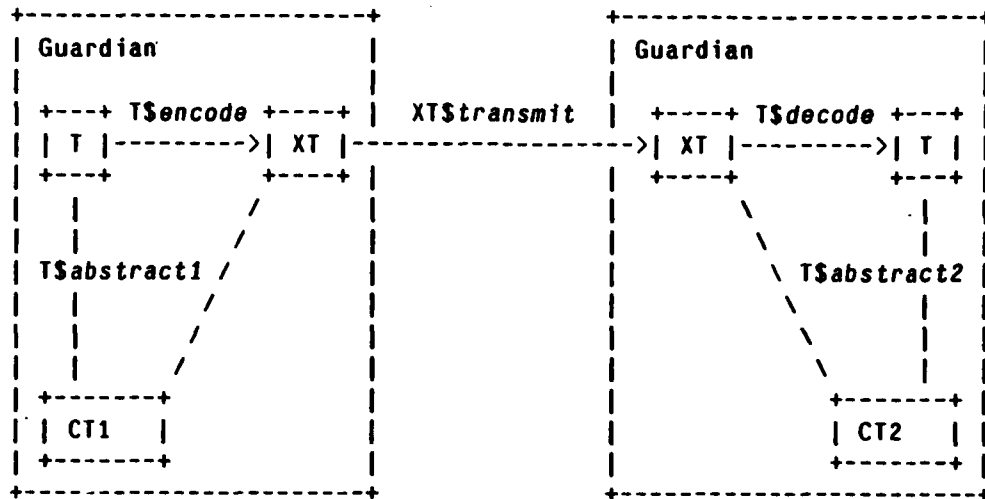 Guardian Guardian
T$encode XT$transmit T$decode
T XT XT T
T$abstract1 T$abstract2
CT1 CT2